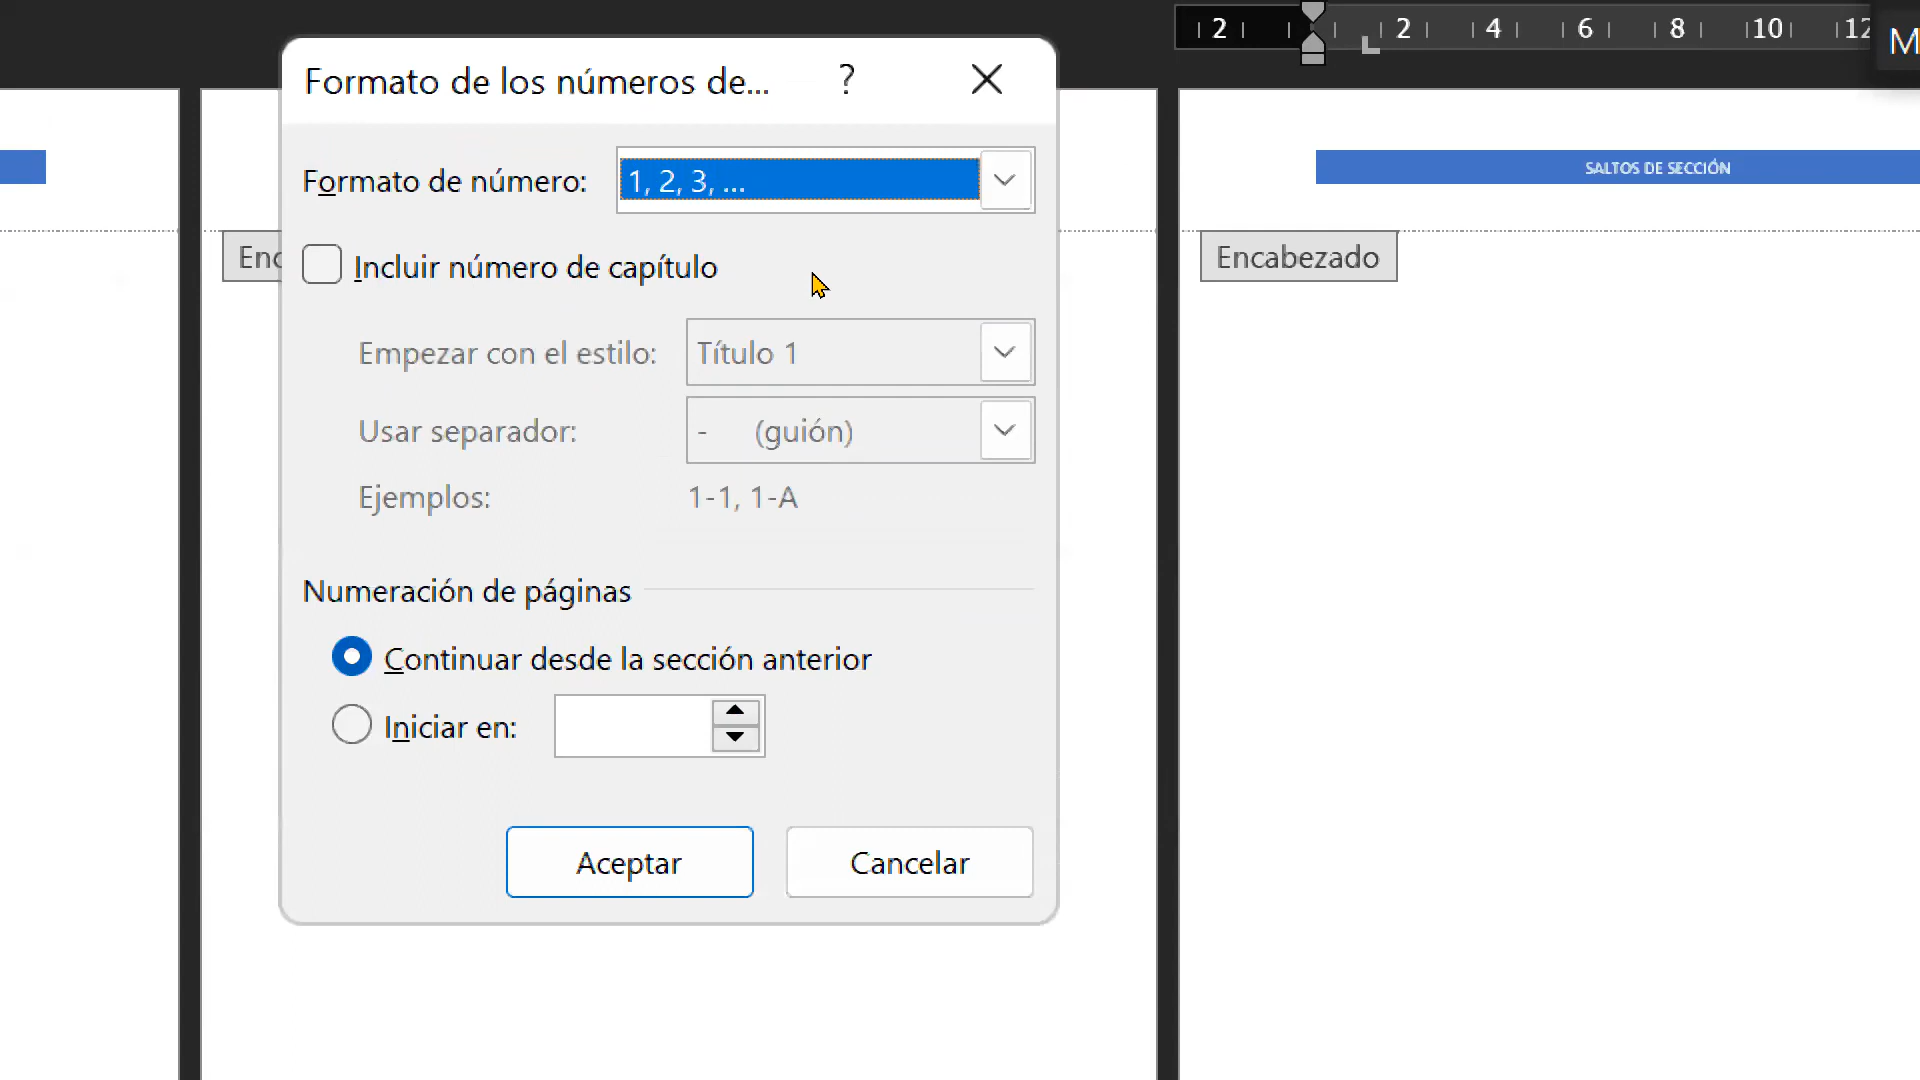 2 2 4 6 8 10 12 M
Formato de los números de... ?
SALTOS DE SECCIÓN
Formato de número: 1, 2, 3, ...
Enc
Encabezado
Incluir número de capítulo
Empezar con el estilo: Título 1
Usar separador: - (guión)
Ejemplos: 1-1, 1-A
Numeración de páginas
Continuar desde la sección anterior
Iniciar en:
Aceptar Cancelar